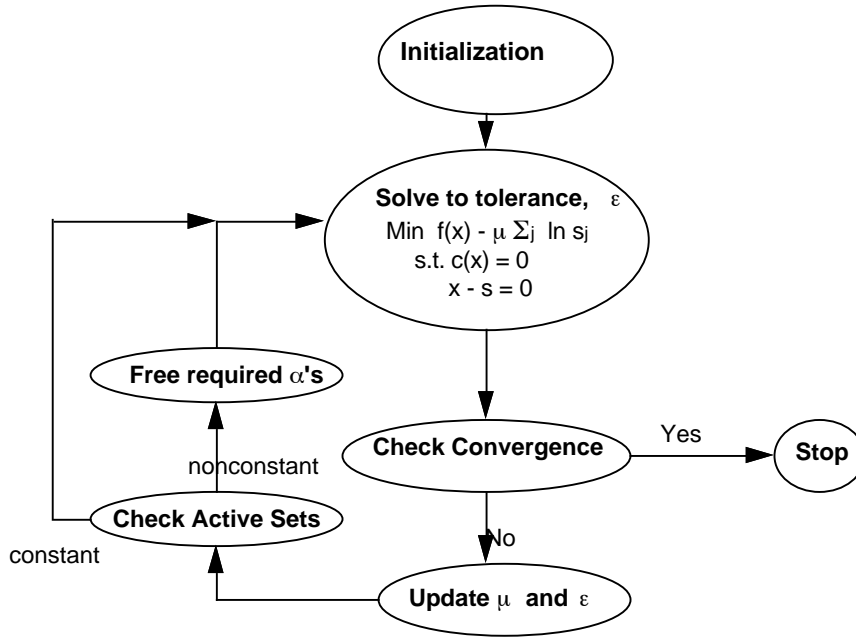 Initialization
Solve to tolerance, ε
Min f(x) - μ Σj ln sj
s.t. c(x) = 0
x - s = 0
Free required α's
Check Convergence
Yes
Stop
nonconstant
Check Active Sets
constant
No
Update μ and ε